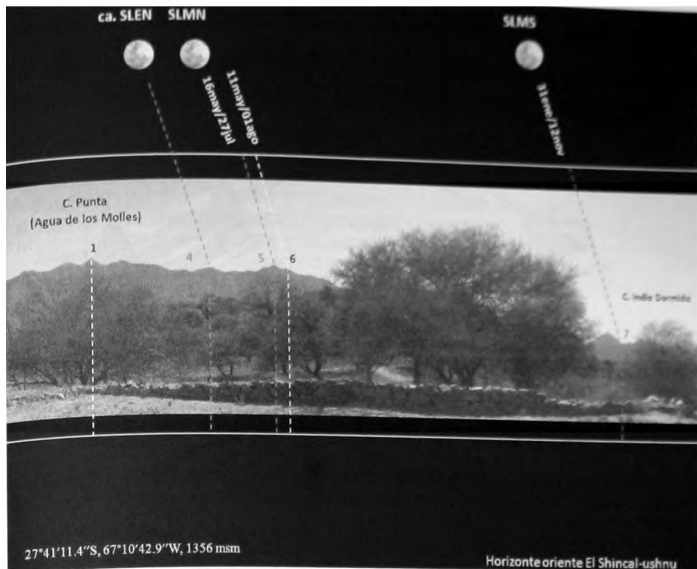 ca. SLEN
SLMN
SLMS
16may/27jul
11may/01ago
31ene/12nov
C. Punta
(Agua de los Molles)
1
4
5
6
C. Indio Dormido
7
27°41′11.4″S, 67°10′42.9″W, 1356 msm
Horizonte oriente El Shincal-ushnu